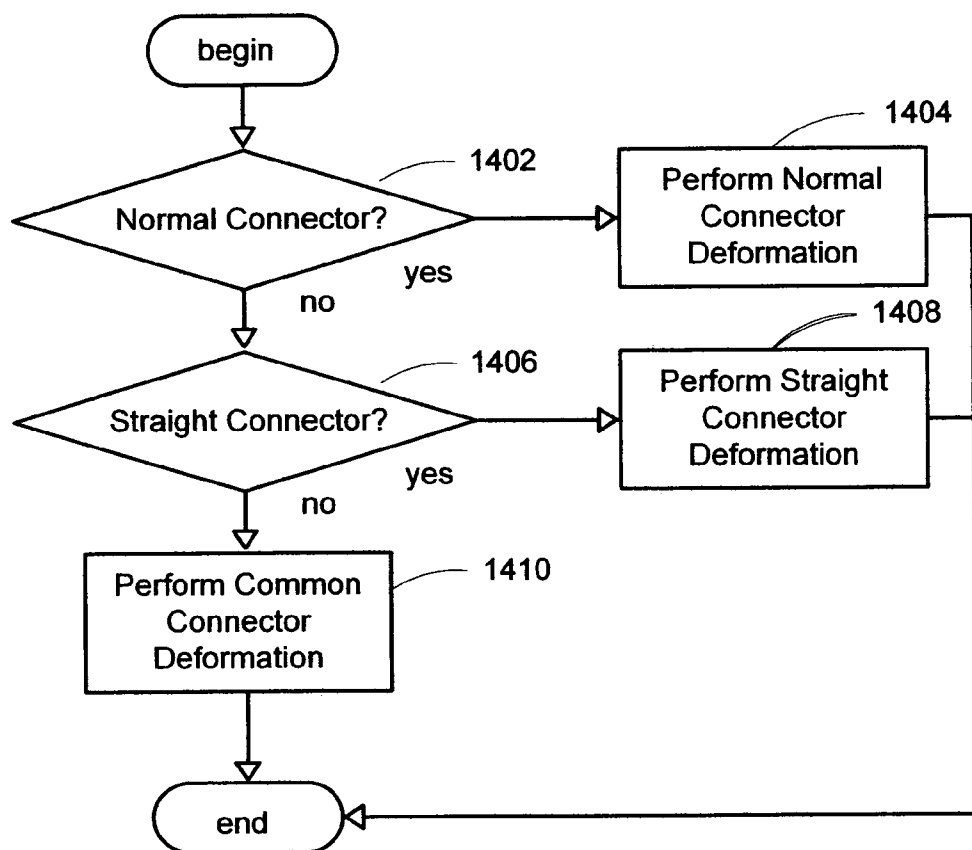 begin
1402
Normal Connector?
yes
no
1404
Perform Normal
Connector
Deformation
1406
Straight Connector?
yes
no
1408
Perform Straight
Connector
Deformation
1410
Perform Common
Connector
Deformation
end